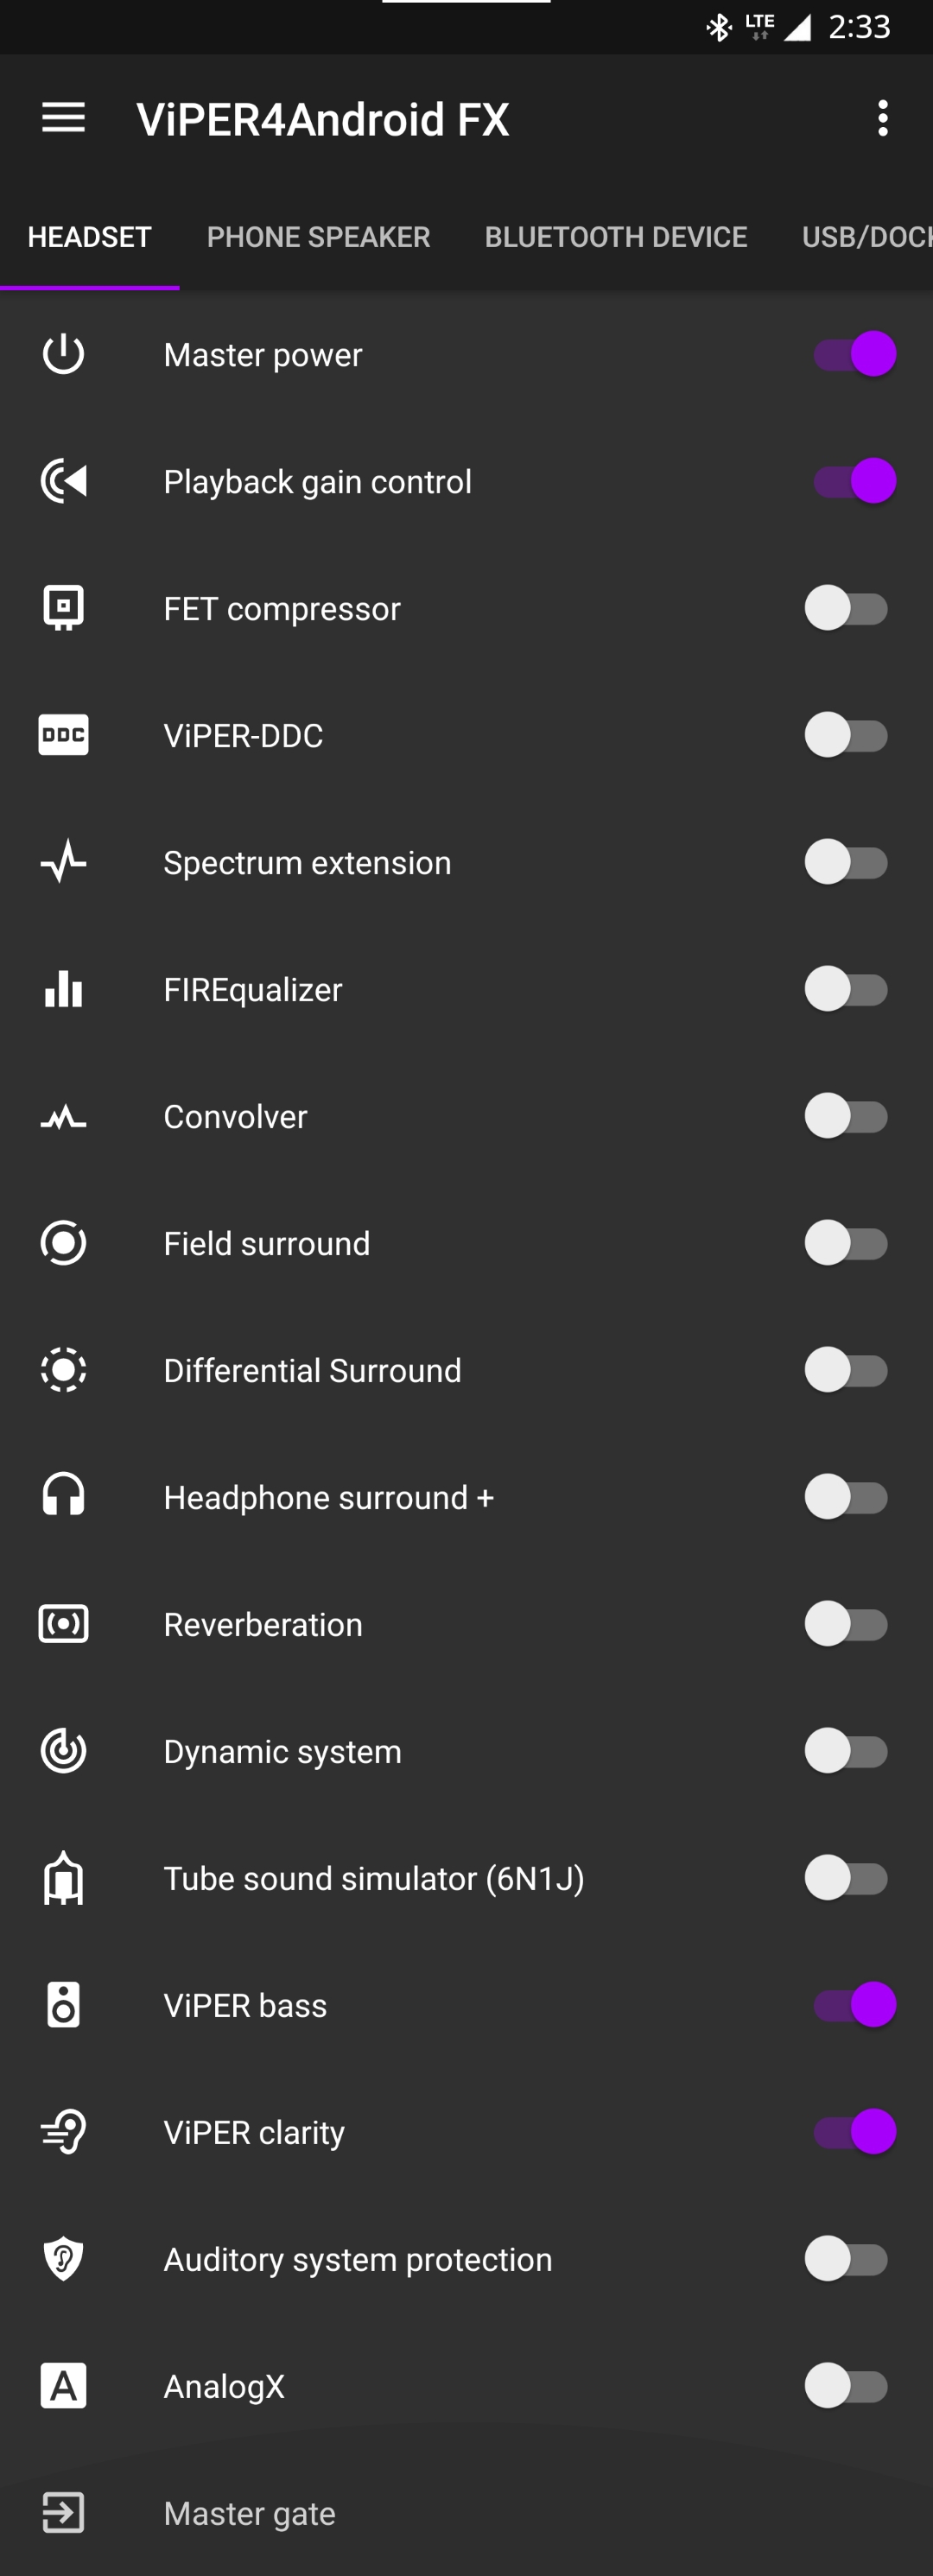 LTE 2:33
ViPER4Android FX
HEADSET PHONE SPEAKER BLUETOOTH DEVICE USB/DOCK
Master power
Playback gain control
FET compressor
DDC ViPER-DDC
Spectrum extension
FIREqualizer
Convolver
Field surround
Differential Surround
Headphone surround +
Reverberation
Dynamic system
Tube sound simulator (6N1J)
ViPER bass
ViPER clarity
Auditory system protection
A AnalogX
Master gate